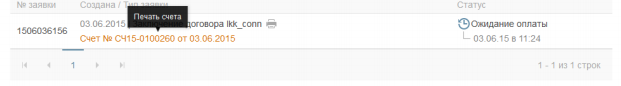 № заявки Создана / Тип заявки Статус
Печать счета
1506036156 03.06.2015 договора lkk_conn Ожидание оплаты
Счет № СЧ15-0100260 от 03.06.2015 03.06.15 в 11:24
1 1 - 1 из 1 строк